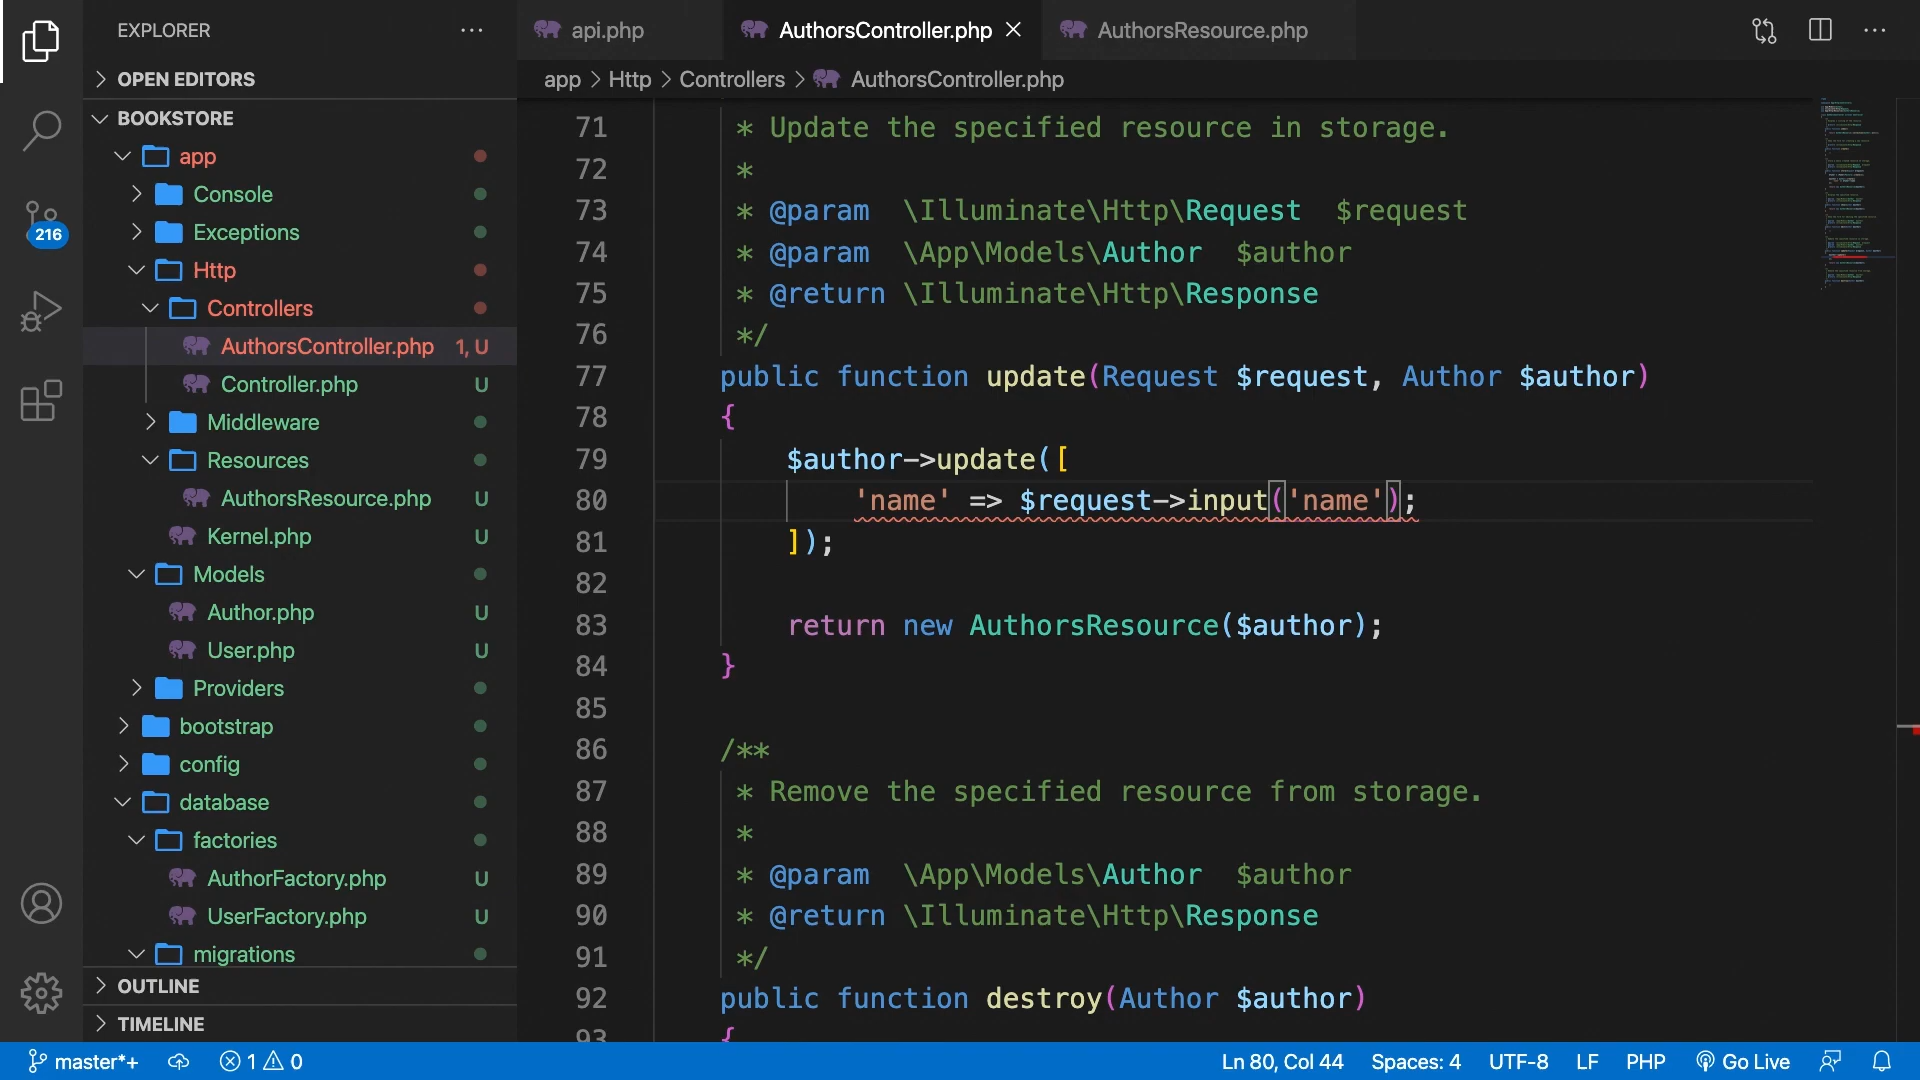 EXPLORER
OPEN EDITORS
BOOKSTORE
app
Console
Exceptions
Http
Controllers
AuthorsController.php 1, U
Controller.php U
Middleware
Resources
AuthorsResource.php U
Kernel.php U
Models
Author.php U
User.php U
Providers
bootstrap
config
database
factories
AuthorFactory.php U
UserFactory.php U
migrations
OUTLINE
TIMELINE
216
api.php AuthorsController.php AuthorsResource.php
app > Http > Controllers > AuthorsController.php
71 * Update the specified resource in storage.
72 *
73 * @param \Illuminate\Http\Request $request
74 * @param \App\Models\Author $author
75 * @return \Illuminate\Http\Response
76 */
77 public function update(Request $request, Author $author)
78 {
79 $author->update([
80 'name' => $request->input('name');
81 ]);
82
83 return new AuthorsResource($author);
84 }
85
86 /**
87 * Remove the specified resource from storage.
88 *
89 * @param \App\Models\Author $author
90 * @return \Illuminate\Http\Response
91 */
92 public function destroy(Author $author)
93 {
master*+ 1 0 Ln 80, Col 44 Spaces: 4 UTF-8 LF PHP Go Live